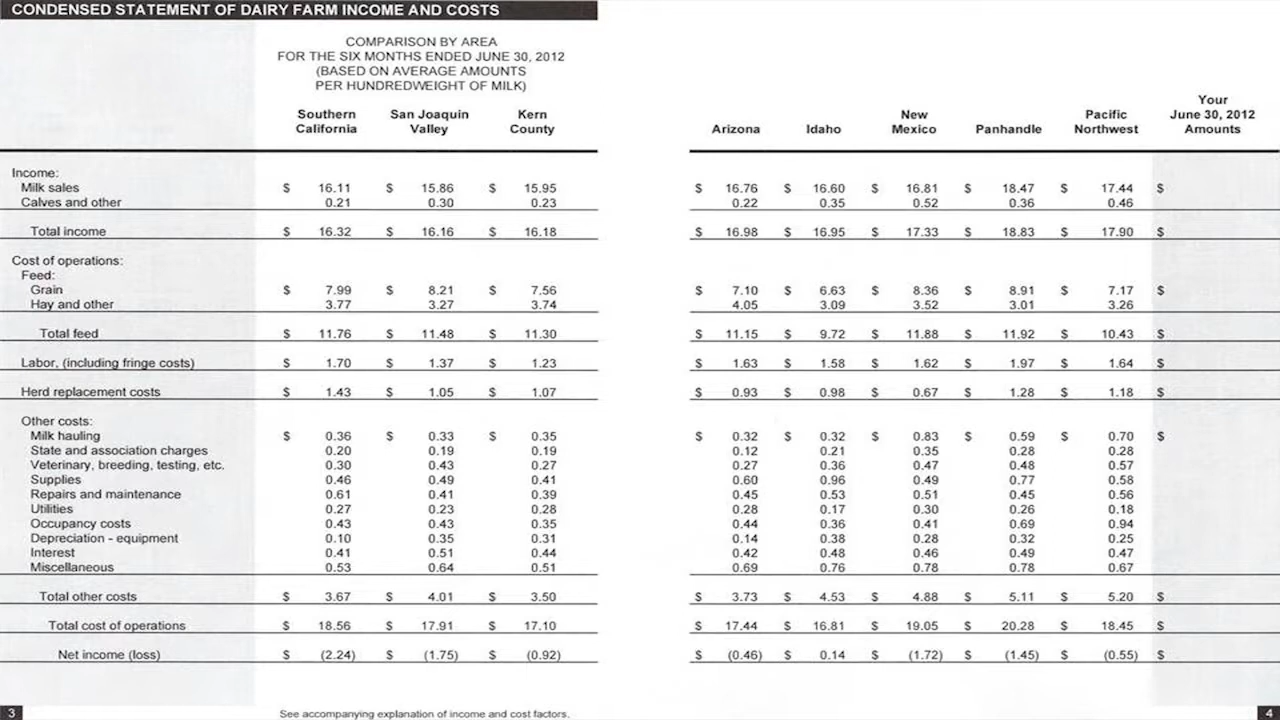 CONDENSED STATEMENT OF DAIRY FARM INCOME AND COSTS
COMPARISON BY AREA
FOR THE SIX MONTHS ENDED JUNE 30, 2012
(BASED ON AVERAGE AMOUNTS
PER HUNDREDWEIGHT OF MILK)
Southern California San Joaquin Valley Kern County Arizona Idaho New Mexico Panhandle Pacific Northwest Your June 30, 2012 Amounts
Income:
Milk sales $ 16.11 $ 15.86 $ 15.95 $ 16.76 $ 16.60 $ 16.81 $ 18.47 $ 17.44 $
Calves and other 0.21 0.30 0.23 0.22 0.35 0.52 0.36 0.46
Total income $ 16.32 $ 16.16 $ 16.18 $ 16.98 $ 16.95 $ 17.33 $ 18.83 $ 17.90 $
Cost of operations:
Feed:
Grain $ 7.99 $ 8.21 $ 7.56 $ 7.10 $ 6.63 $ 8.36 $ 8.91 $ 7.17 $
Hay and other 3.77 3.27 3.74 4.05 3.09 3.52 3.01 3.26
Total feed $ 11.76 $ 11.48 $ 11.30 $ 11.15 $ 9.72 $ 11.88 $ 11.92 $ 10.43 $
Labor, (including fringe costs) $ 1.70 $ 1.37 $ 1.23 $ 1.63 $ 1.58 $ 1.62 $ 1.97 $ 1.64 $
Herd replacement costs $ 1.43 $ 1.05 $ 1.07 $ 0.93 $ 0.98 $ 0.67 $ 1.28 $ 1.18 $
Other costs:
Milk hauling $ 0.36 $ 0.33 $ 0.35 $ 0.32 $ 0.32 $ 0.83 $ 0.59 $ 0.70 $
State and association charges 0.20 0.19 0.19 0.12 0.21 0.35 0.28 0.28
Veterinary, breeding, testing, etc. 0.30 0.43 0.27 0.27 0.36 0.47 0.48 0.57
Supplies 0.46 0.49 0.41 0.60 0.96 0.49 0.77 0.58
Repairs and maintenance 0.61 0.41 0.39 0.45 0.53 0.51 0.45 0.56
Utilities 0.27 0.23 0.28 0.28 0.17 0.30 0.26 0.18
Occupancy costs 0.43 0.43 0.35 0.44 0.36 0.41 0.69 0.94
Depreciation - equipment 0.10 0.35 0.31 0.14 0.38 0.28 0.32 0.25
Interest 0.41 0.51 0.44 0.42 0.48 0.46 0.49 0.47
Miscellaneous 0.53 0.64 0.51 0.69 0.76 0.78 0.78 0.67
Total other costs $ 3.67 $ 4.01 $ 3.50 $ 3.73 $ 4.53 $ 4.88 $ 5.11 $ 5.20 $
Total cost of operations $ 18.56 $ 17.91 $ 17.10 $ 17.44 $ 16.81 $ 19.05 $ 20.28 $ 18.45 $
Net income (loss) $ (2.24) $ (1.75) $ (0.92) $ (0.46) $ 0.14 $ (1.72) $ (1.45) $ (0.55) $
3 See accompanying explanation of income and cost factors. 4